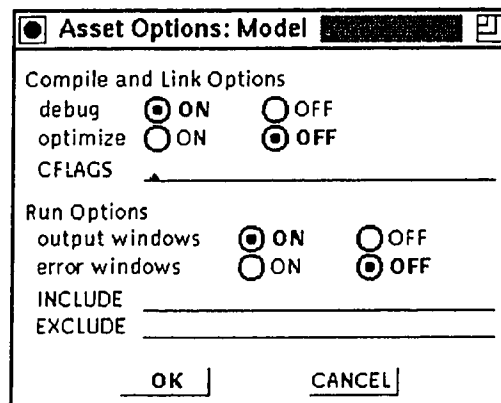 Asset Options: Model
Compile and Link Options
debug ON OFF
optimize ON OFF
CFLAGS
Run Options
output windows ON OFF
error windows ON OFF
INCLUDE
EXCLUDE
OK CANCEL